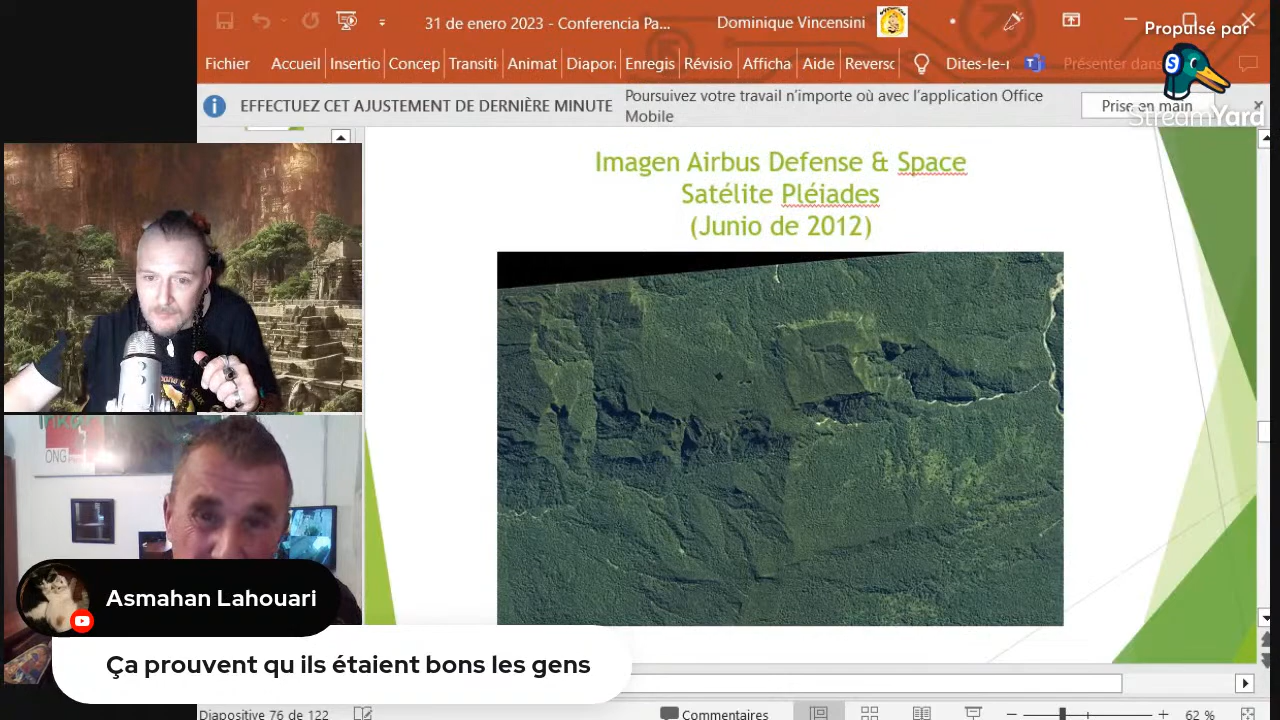 31 de enero 2023 - Conferencia Pa...
Dominique Vincensini
Propulsé par
StreamYard
Fichier
Accueil
Insertio
Concep
Transiti
Animat
Diapora
Enregis
Révisio
Afficha
Aide
Reverso
Dites-le-r
Présenter dans
EFFECTUEZ CET AJUSTEMENT DE DERNIÈRE MINUTE
Poursuivez votre travail n'importe où avec l'application Office
Mobile
Prise en main
Imagen Airbus Defense & Space
Satélite Pléiades
(Junio de 2012)
ONG
Asmahan Lahouari
Ça prouvent qu ils étaient bons les gens
Diapositive 76 de 122
Commentaires
62 %